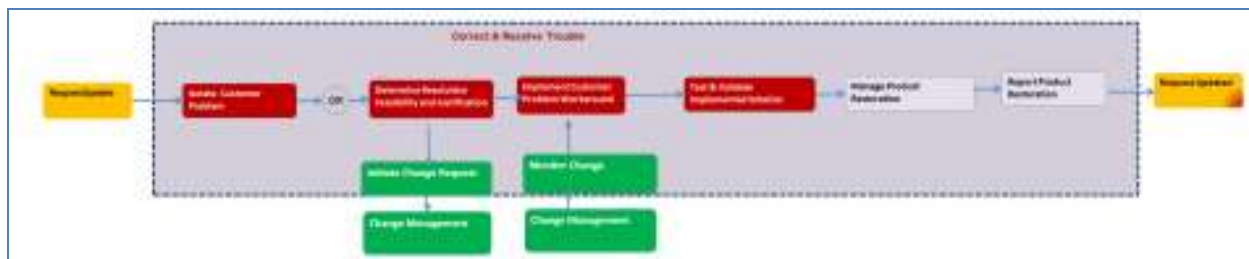 Correct & Resolve Trouble
Isolate Customer
Problem
OR
Determine Resolution
Feasibility and Justification
Implement Customer
Problem Workaround
Test & Validate
Implemented Solution
Manage Product
Restoration
Report Product
Restoration
Request Updated
Initiate Change Request
Monitor Change
Change Management
Change Management